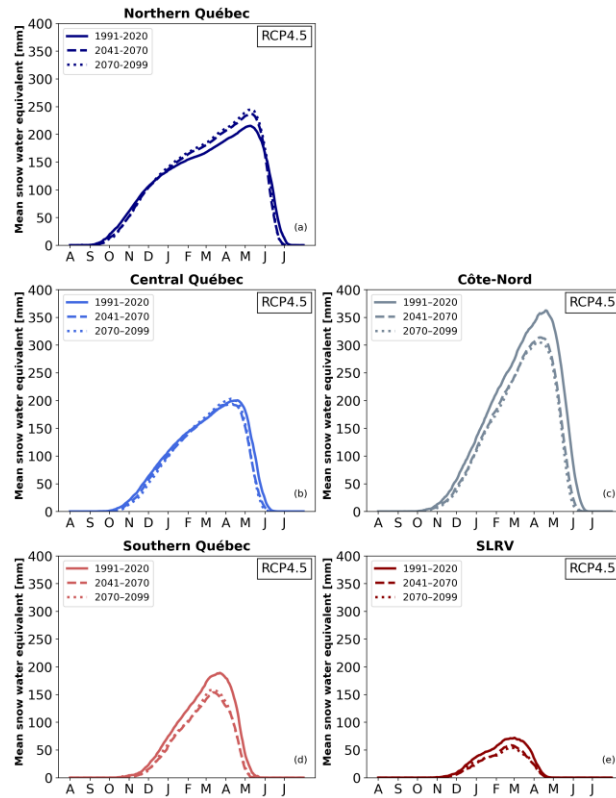 Northern Québec
Mean snow water equivalent [mm]
400
350
300
250
200
150
100
50
0
1991-2020
2041-2070
2070-2099
RCP4.5
(a)
A S O N D J F M A M J J
Central Québec
Mean snow water equivalent [mm]
400
350
300
250
200
150
100
50
0
1991–2020
2041–2070
2070–2099
RCP4.5
(b)
A S O N D J F M A M J J
Côte-Nord
Mean snow water equivalent [mm]
400
350
300
250
200
150
100
50
0
1991–2020
2041–2070
2070–2099
RCP4.5
(c)
A S O N D J F M A M J J
Southern Québec
Mean snow water equivalent [mm]
400
350
300
250
200
150
100
50
0
1991–2020
2041–2070
2070–2099
RCP4.5
(d)
A S O N D J F M A M J J
SLRV
Mean snow water equivalent [mm]
400
350
300
250
200
150
100
50
0
1991–2020
2041–2070
2070–2099
RCP4.5
(e)
A S O N D J F M A M J J